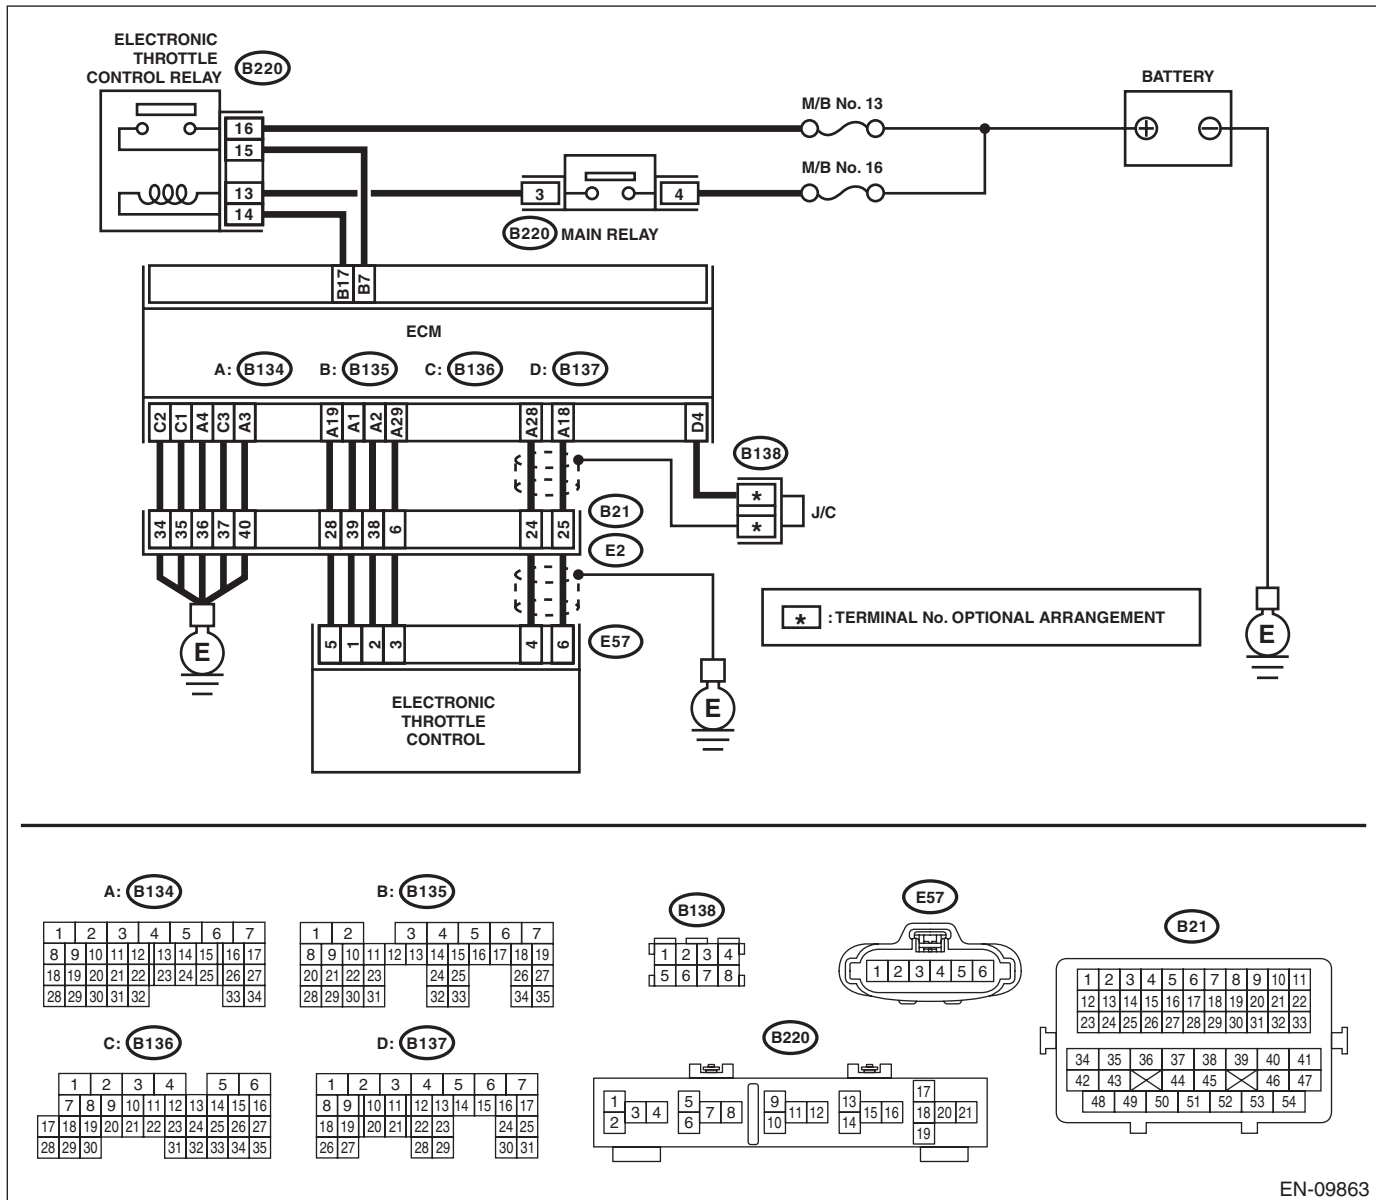 ELECTRONIC
THROTTLE
CONTROL RELAY
B220
BATTERY
M/B No. 13
16
15
M/B No. 16
13
14
3
4
B220 MAIN RELAY
B17
B7
ECM
A: B134 B: B135 C: B136 D: B137
C2 C1 A4 C3 A3 A19 A1 A2 A29 A28 A18 D4
B138
*
*
J/C
B21
34 35 36 37 40 28 39 38 6 24 25
E2
* : TERMINAL No. OPTIONAL ARRANGEMENT
E
E
E
5 1 2 3 4 6
E57
ELECTRONIC
THROTTLE
CONTROL
A: B134
1 2 3 4 5 6 7
8 9 10 11 12 13 14 15 16 17
18 19 20 21 22 23 24 25 26 27
28 29 30 31 32 33 34
B: B135
1 2 3 4 5 6 7
8 9 10 11 12 13 14 15 16 17 18 19
20 21 22 23 24 25 26 27
28 29 30 31 32 33 34 35
B138
1 2 3 4
5 6 7 8
E57
1 2 3 4 5 6
B21
1 2 3 4 5 6 7 8 9 10 11
12 13 14 15 16 17 18 19 20 21 22
23 24 25 26 27 28 29 30 31 32 33
34 35 36 37 38 39 40 41
42 43 44 45 46 47
48 49 50 51 52 53 54
C: B136
1 2 3 4 5 6
7 8 9 10 11 12 13 14 15 16
17 18 19 20 21 22 23 24 25 26 27
28 29 30 31 32 33 34 35
D: B137
1 2 3 4 5 6 7
8 9 10 11 12 13 14 15 16 17
18 19 20 21 22 23 24 25
26 27 28 29 30 31
B220
1 2 3 4 5 6 7 8 9 10 11 12 13 14 15 16 17 18 19 20 21
EN-09863